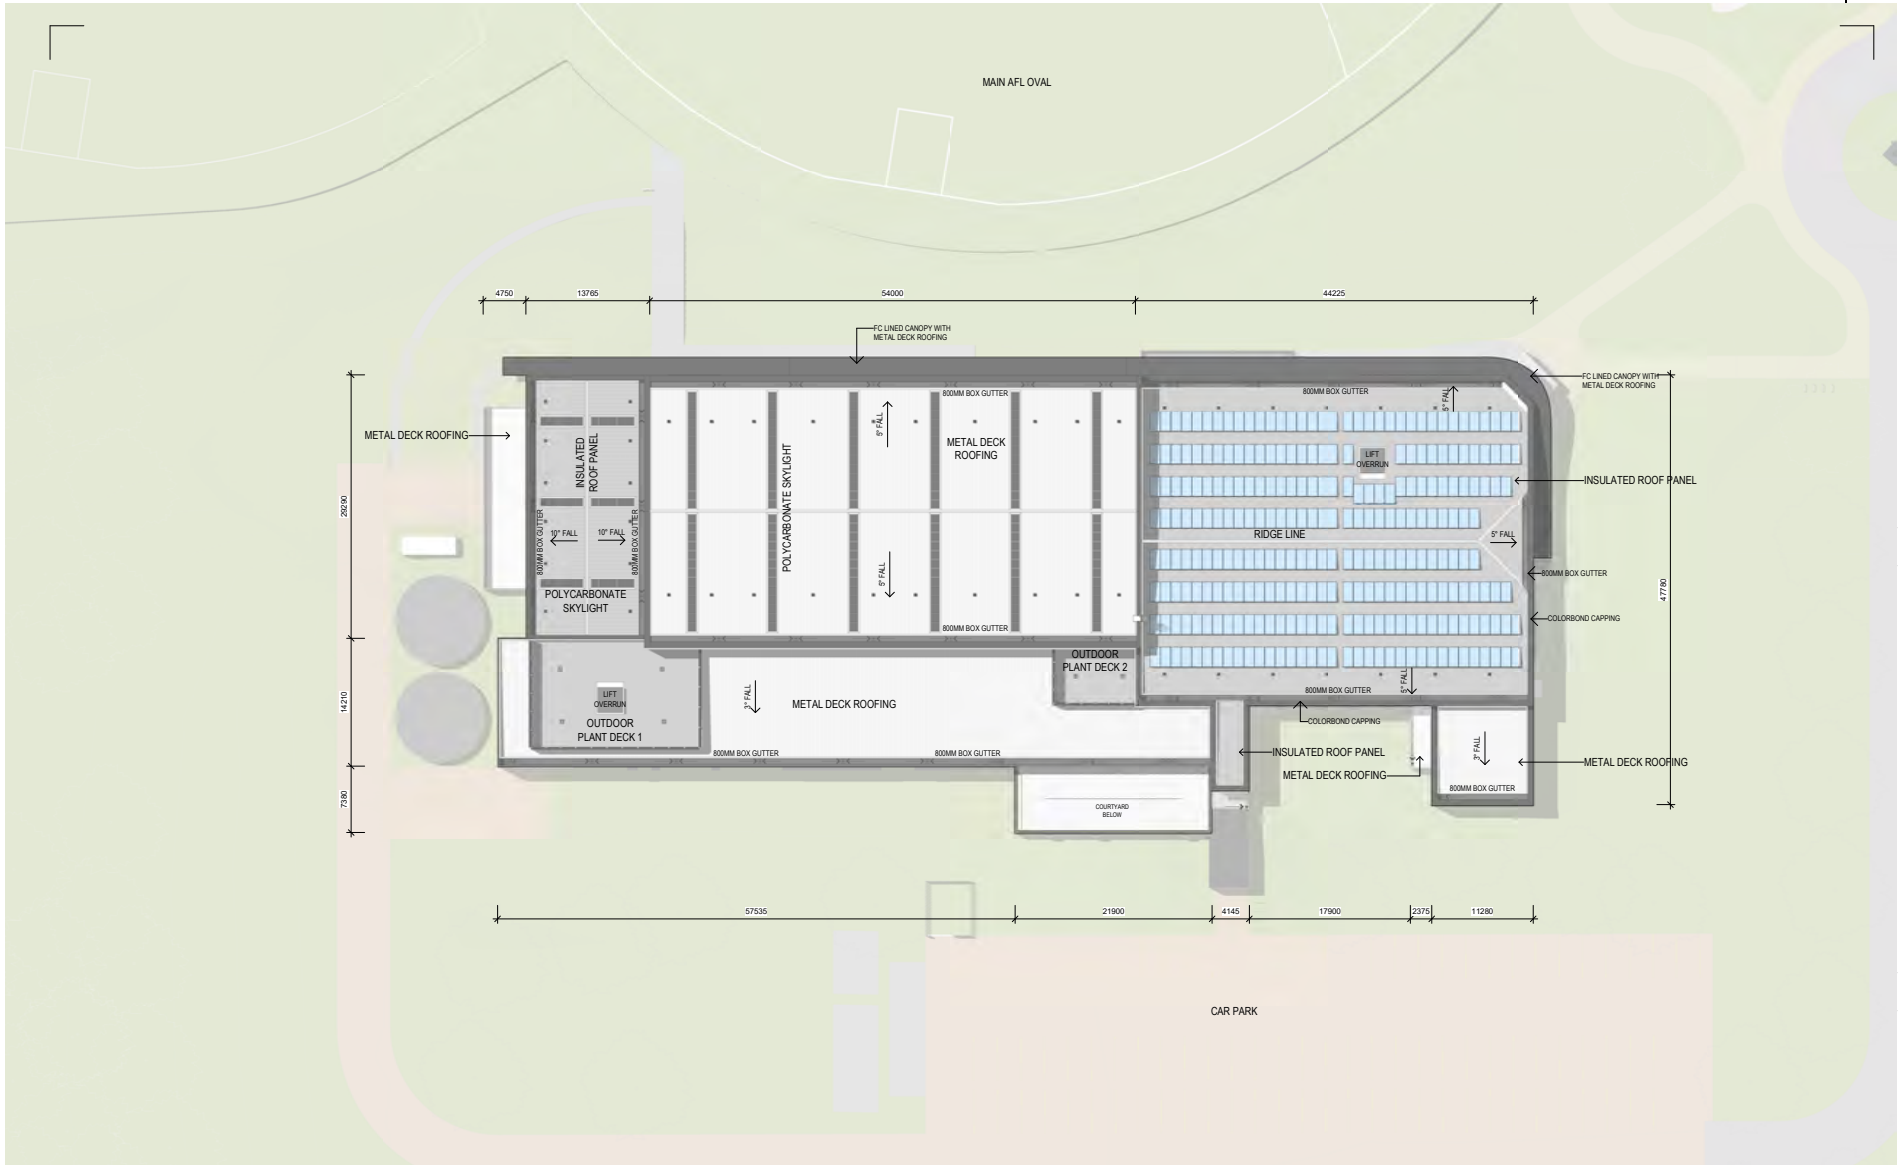 MAIN AFL OVAL
4750
13765
54000
44225
FC LINED CANOPY WITH
METAL DECK ROOFING
FC LINED CANOPY WITH
METAL DECK ROOFING
800MM BOX GUTTER
800MM BOX GUTTER
5° FALL
5° FALL
METAL DECK ROOFING
INSULATED
ROOF PANEL
POLYCARBONATE SKYLIGHT
METAL DECK
ROOFING
LIFT
OVERRUN
INSULATED ROOF PANEL
29290
10° FALL
10° FALL
800MM BOX GUTTER
800MM BOX GUTTER
RIDGE LINE
5° FALL
5° FALL
800MM BOX GUTTER
47780
POLYCARBONATE
SKYLIGHT
COLORBOND CAPPING
800MM BOX GUTTER
OUTDOOR
PLANT DECK 2
5° FALL
800MM BOX GUTTER
LIFT
OVERRUN
3° FALL
METAL DECK ROOFING
14210
OUTDOOR
PLANT DECK 1
COLORBOND CAPPING
800MM BOX GUTTER
800MM BOX GUTTER
INSULATED ROOF PANEL
3° FALL
METAL DECK ROOFING
METAL DECK ROOFING
800MM BOX GUTTER
7380
COURTYARD
BELOW
57535
21900
4145
17900
2375
11280
CAR PARK